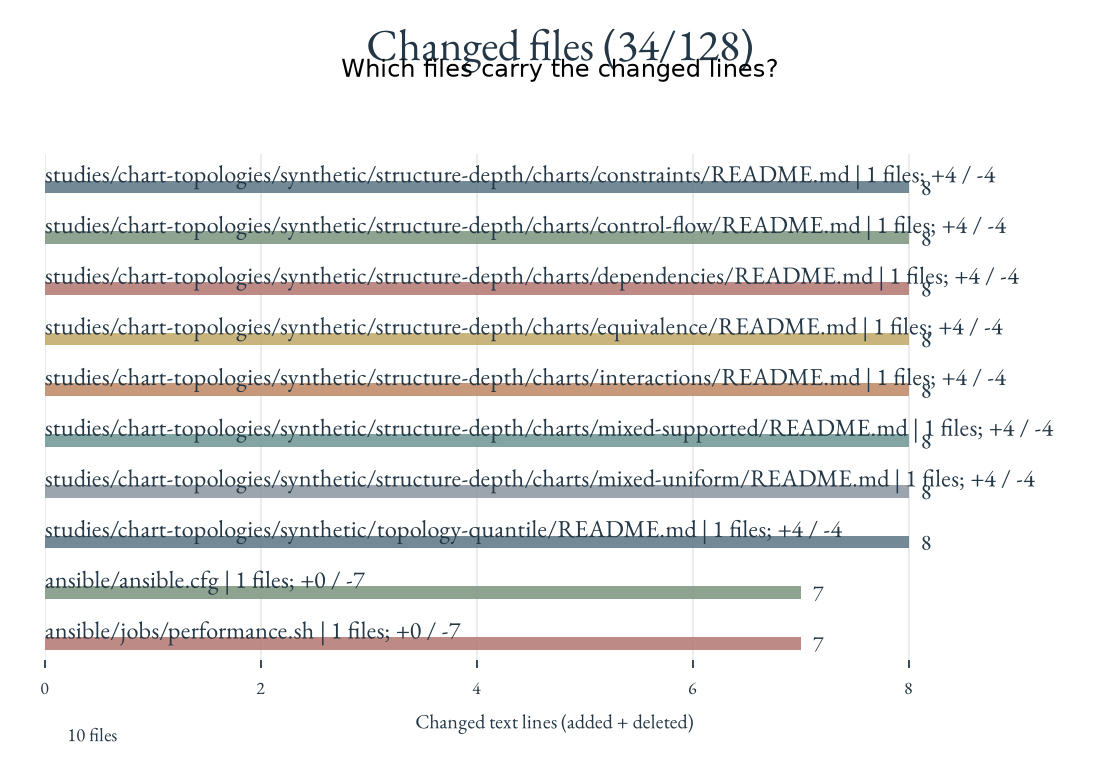 Changed files (34/128)
Which files carry the changed lines?
studies/chart-topologies/synthetic/structure-depth/charts/constraints/README.md | 1 files; +4 / -4
8
studies/chart-topologies/synthetic/structure-depth/charts/control-flow/README.md | 1 files; +4 / -4
8
studies/chart-topologies/synthetic/structure-depth/charts/dependencies/README.md | 1 files; +4 / -4
8
studies/chart-topologies/synthetic/structure-depth/charts/equivalence/README.md | 1 files; +4 / -4
8
studies/chart-topologies/synthetic/structure-depth/charts/interactions/README.md | 1 files; +4 / -4
8
studies/chart-topologies/synthetic/structure-depth/charts/mixed-supported/README.md | 1 files; +4 / -4
8
studies/chart-topologies/synthetic/structure-depth/charts/mixed-uniform/README.md | 1 files; +4 / -4
8
studies/chart-topologies/synthetic/topology-quantile/README.md | 1 files; +4 / -4
8
ansible/ansible.cfg | 1 files; +0 / -7
7
ansible/jobs/performance.sh | 1 files; +0 / -7
7
0 2 4 6 8
Changed text lines (added + deleted)
10 files